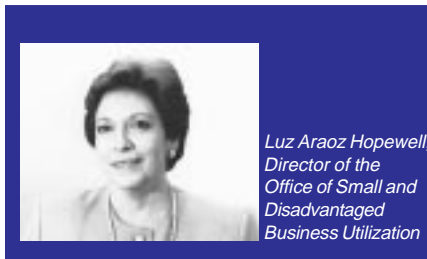 Luz Araoz Hopewell,
Director of the
Office of Small and
Disadvantaged
Business Utilization